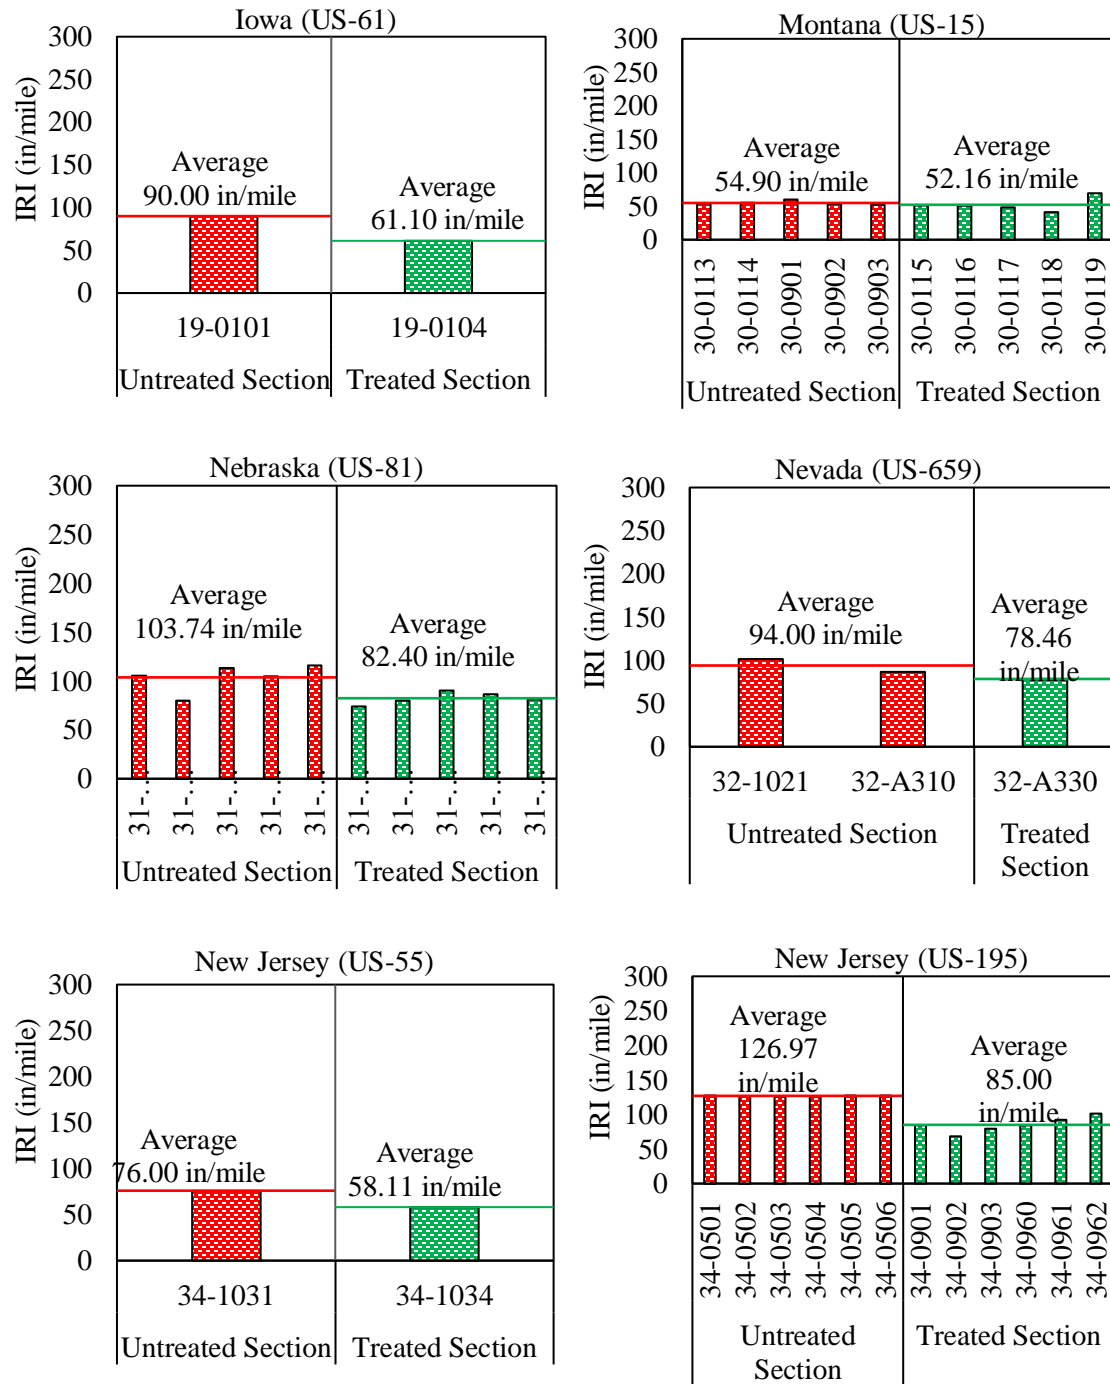 Iowa (US-61)
IRI (in/mile)
300
250
200
150
100
50
0
Average
90.00 in/mile
Average
61.10 in/mile
19-0101
19-0104
Untreated Section
Treated Section
Montana (US-15)
IRI (in/mile)
300
250
200
150
100
50
0
Average
54.90 in/mile
Average
52.16 in/mile
30-0113
30-0114
30-0901
30-0902
30-0903
30-0115
30-0116
30-0117
30-0118
30-0119
Untreated Section
Treated Section
Nebraska (US-81)
IRI (in/mile)
300
250
200
150
100
50
0
Average
103.74 in/mile
Average
82.40 in/mile
31-…
31-…
31-…
31-…
31-…
31-…
31-…
31-…
31-…
31-…
Untreated Section
Treated Section
Nevada (US-659)
IRI (in/mile)
300
250
200
150
100
50
0
Average
94.00 in/mile
Average
78.46
in/mile
32-1021
32-A310
32-A330
Untreated Section
Treated
Section
New Jersey (US-55)
IRI (in/mile)
300
250
200
150
100
50
0
Average
76.00 in/mile
Average
58.11 in/mile
34-1031
34-1034
Untreated Section
Treated Section
New Jersey (US-195)
IRI (in/mile)
300
250
200
150
100
50
0
Average
126.97
in/mile
Average
85.00
in/mile
34-0501
34-0502
34-0503
34-0504
34-0505
34-0506
34-0901
34-0902
34-0903
34-0960
34-0961
34-0962
Untreated
Section
Treated Section